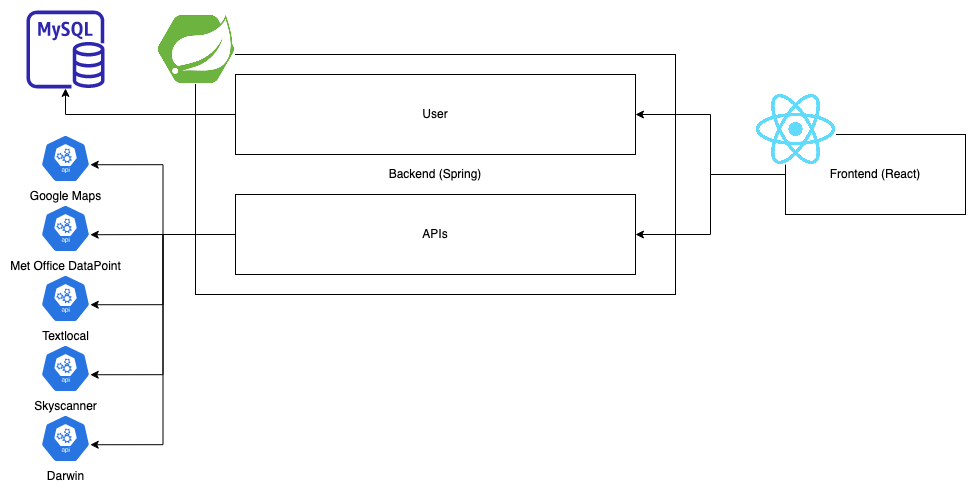 MySQL
User
Backend (Spring)
APIs
Frontend (React)
api
Google Maps
api
Met Office DataPoint
api
Textlocal
api
Skyscanner
api
Darwin